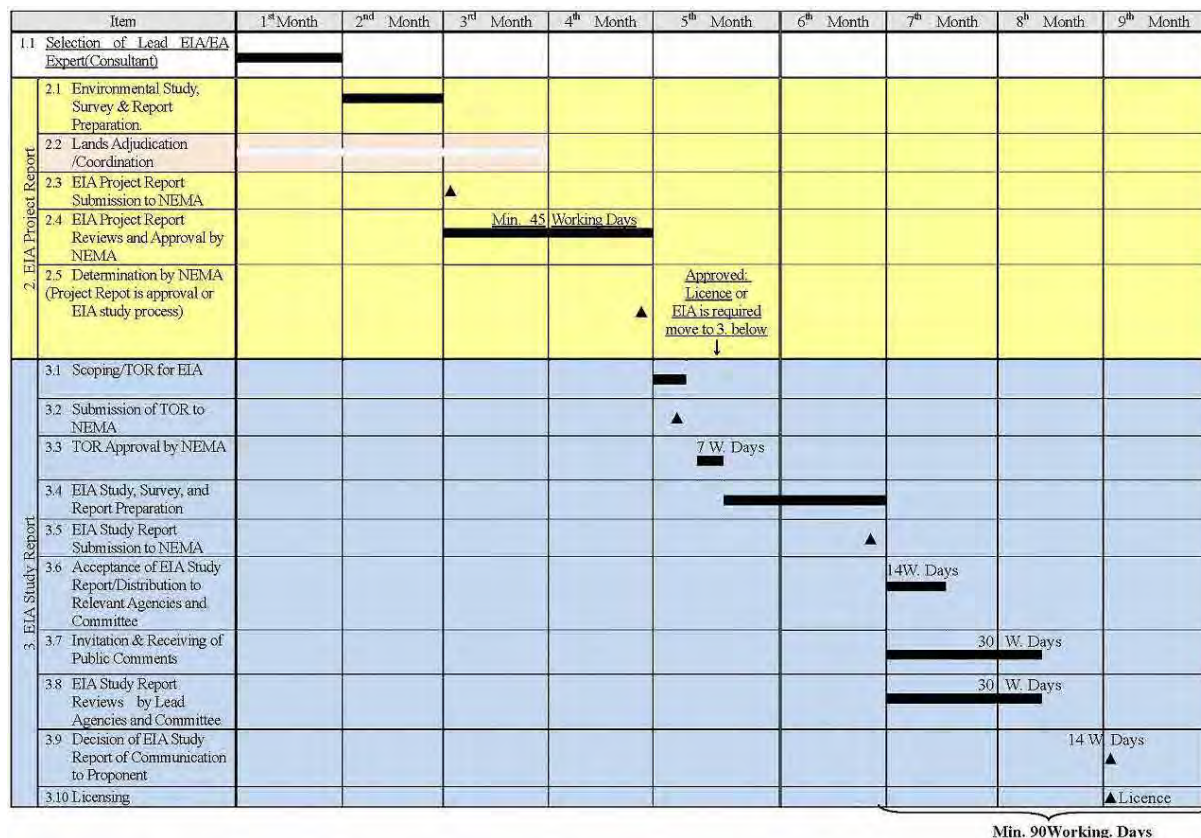 Item 1st Month 2nd Month 3rd Month 4th Month 5th Month 6th Month 7th Month 8h Month 9th Month
1.1 Selection of Lead EIA/EA
Expert(Consultant)
2. EIA Project Report
2.1 Environmental Study,
Survey & Report
Preparation.
2.2 Lands Adjudication
/Coordination
2.3 EIA Project Report
Submission to NEMA
2.4 EIA Project Report
Reviews and Approval by
NEMA
Min. 45 Working Days
2.5 Determination by NEMA
(Project Repot is approval or
EIA study process)
Approved:
Licence or
EIA is required
move to 3. below
3. EIA Study Report
3.1 Scoping/TOR for EIA
3.2 Submission of TOR to
NEMA
3.3 TOR Approval by NEMA
7 W. Days
3.4 EIA Study, Survey, and
Report Preparation
3.5 EIA Study Report
Submission to NEMA
3.6 Acceptance of EIA Study
Report/Distribution to
Relevant Agencies and
Committee
14W. Days
3.7 Invitation & Receiving of
Public Comments
30 W. Days
3.8 EIA Study Report
Reviews by Lead
Agencies and Committee
30 W. Days
3.9 Decision of EIA Study
Report of Communication
to Proponent
14 W. Days
3.10 Licensing
Licence
Min. 90Working. Days